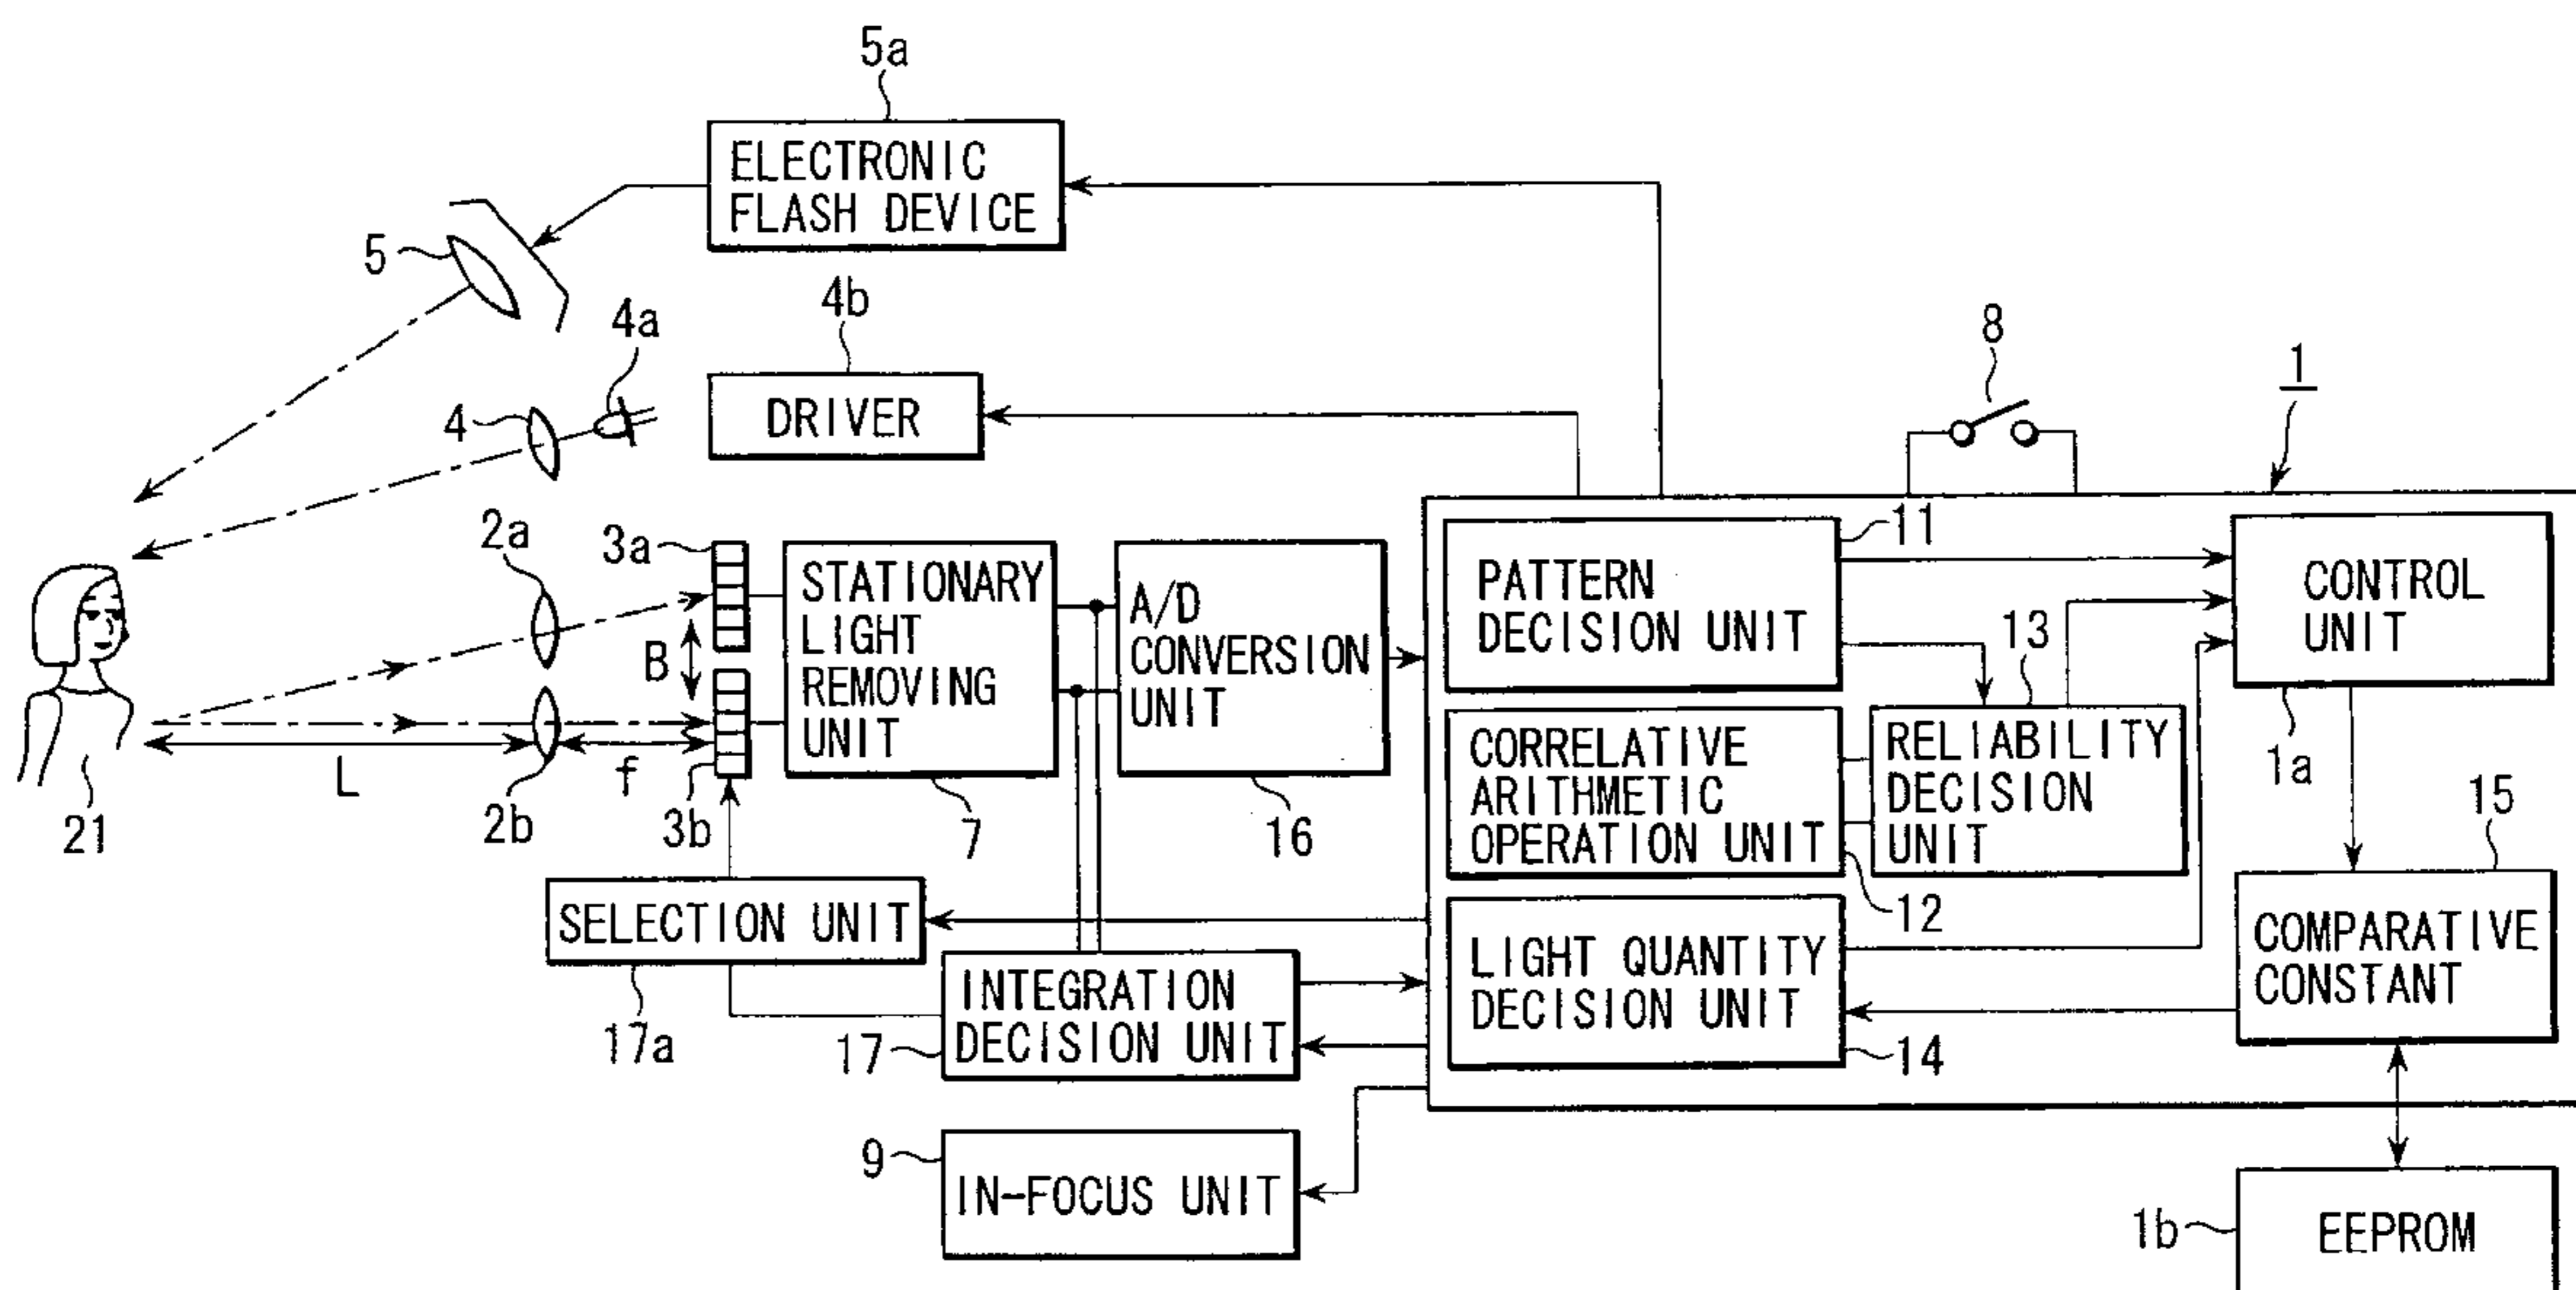 5a
ELECTRONIC
FLASH DEVICE
5
4b
4a
DRIVER
4
8
1
2a
3a
STATIONARY
LIGHT
REMOVING
UNIT
A/D
CONVERSION
UNIT
11
PATTERN
DECISION UNIT
CONTROL
UNIT
13
B
1a
CORRELATIVE
ARITHMETIC
OPERATION UNIT
RELIABILITY
DECISION
UNIT
L
f
21
2b
3b
7
16
15
12
SELECTION UNIT
17a
INTEGRATION
DECISION UNIT
17
LIGHT QUANTITY
DECISION UNIT
14
COMPARATIVE
CONSTANT
9
IN-FOCUS UNIT
1b
EEPROM